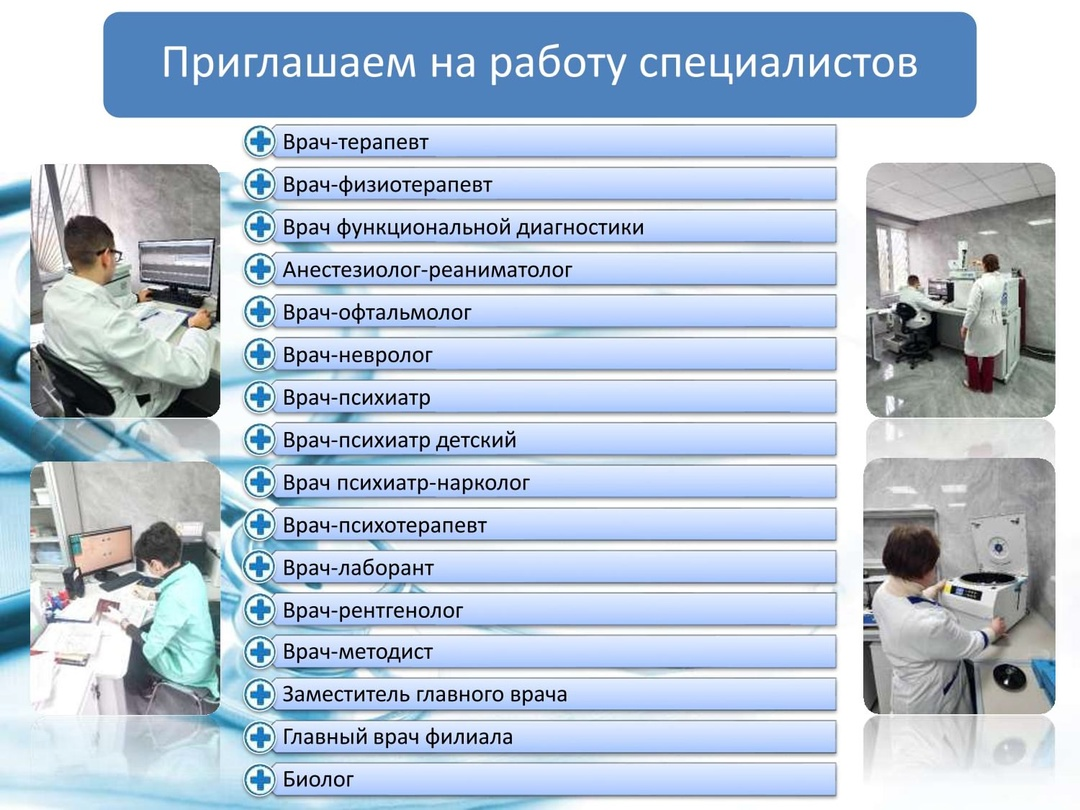 Приглашаем на работу специалистов
Врач-терапевт
Врач-физиотерапевт
Врач функциональной диагностики
Анестезиолог-реаниматолог
Врач-офтальмолог
Врач-невролог
Врач-психиатр
Врач-психиатр детский
Врач психиатр-нарколог
Врач-психотерапевт
Врач-лаборант
Врач-рентгенолог
Врач-методист
Заместитель главного врача
Главный врач филиала
Биолог